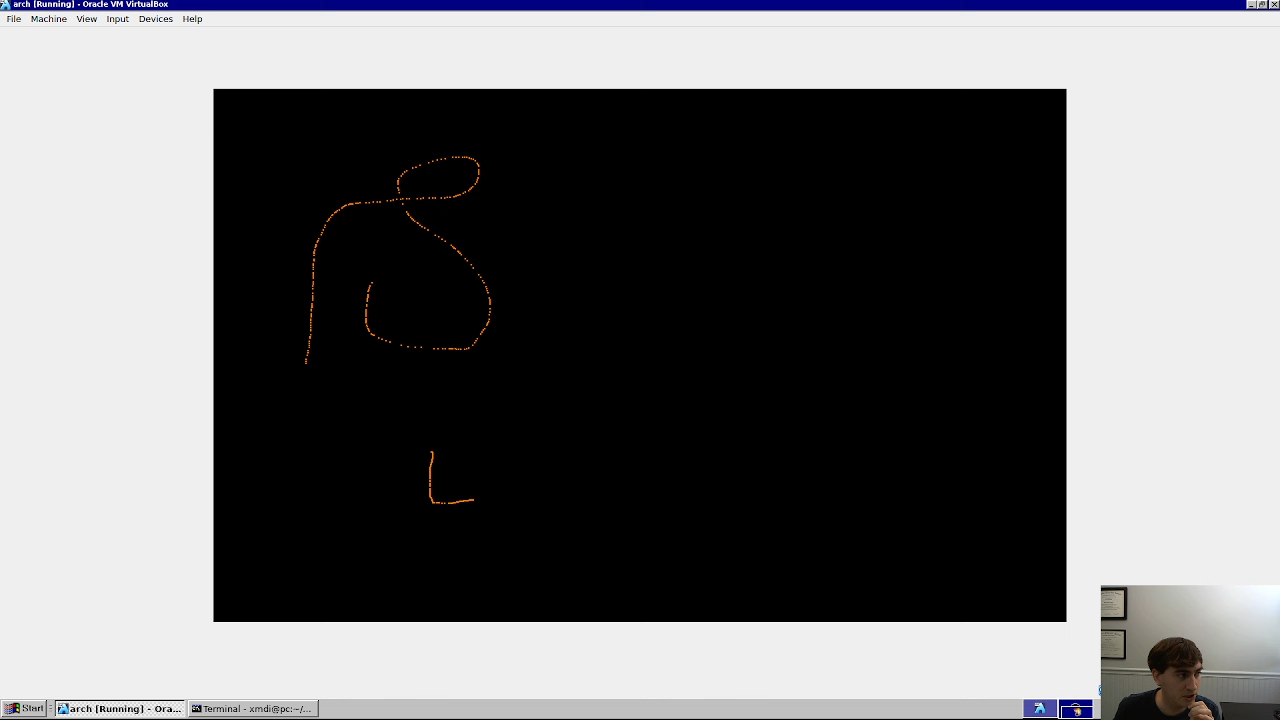 arch [Running] - Oracle VM VirtualBox
File Machine View Input Devices Help
L
Start arch [Running] - Ora... Terminal - xmdi@pc:~/...